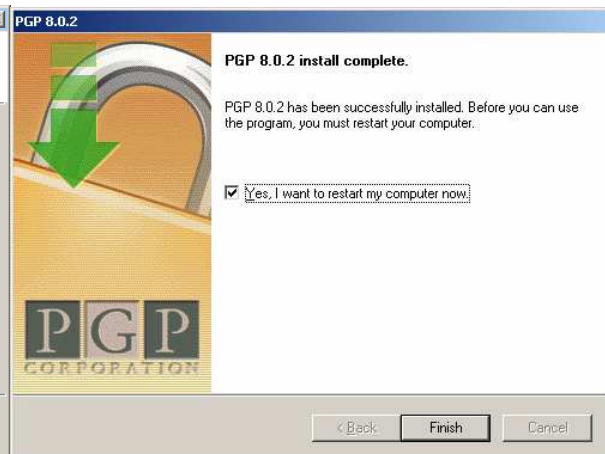 PGP 8.0.2
PGP 8.0.2 install complete.
PGP 8.0.2 has been successfully installed. Before you can use
the program, you must restart your computer.
Yes, I want to restart my computer now.
PGP
CORPORATION
< Back
Finish
Cancel